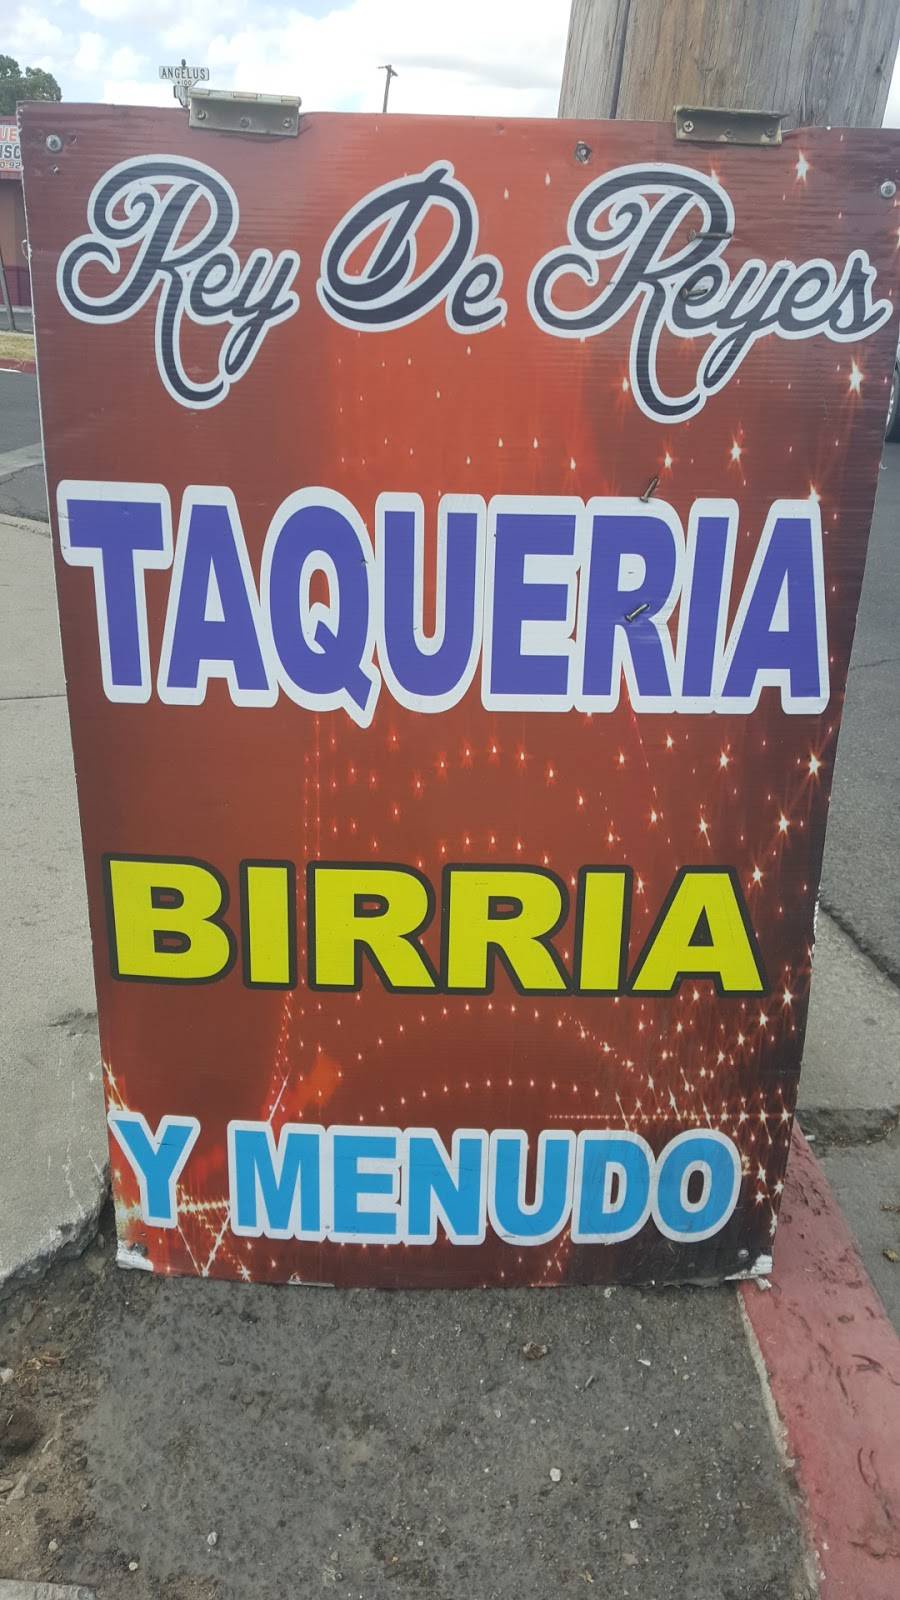 ANGELUS
Rey De Reyes
TAQUERIA
BIRRIA
Y MENUDO